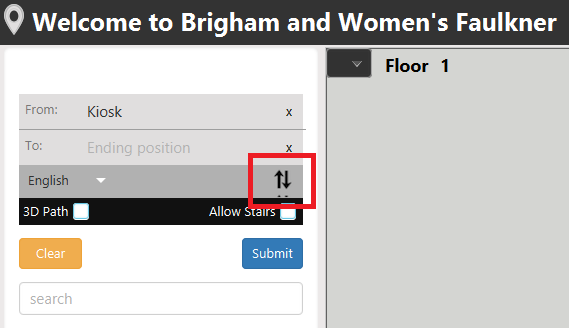 Welcome to Brigham and Women's Faulkner
Floor 1
From: Kiosk x
To: Ending position x
English
3D Path Allow Stairs
Clear Submit
search